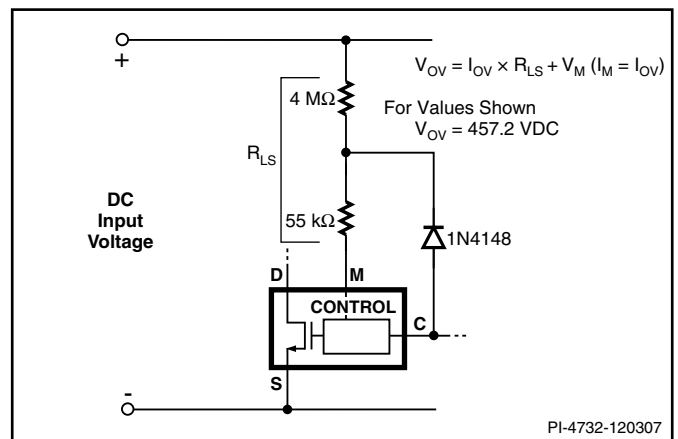 +
V_OV = I_OV × R_LS + V_M (I_M = I_OV)
4 MΩ
For Values Shown
V_OV = 457.2 VDC
R_LS
DC
Input
Voltage
55 kΩ
1N4148
D
M
CONTROL
C
S
-
PI-4732-120307